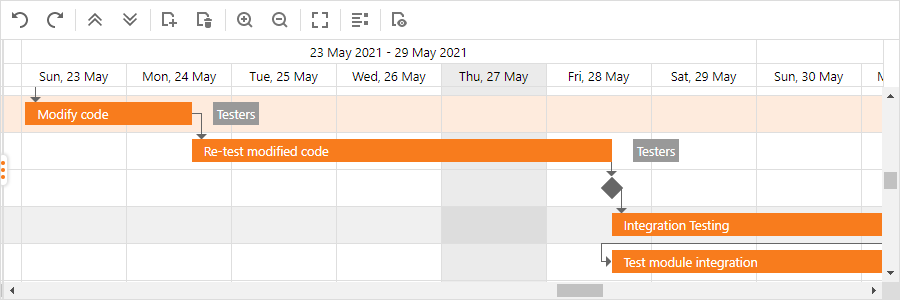 23 May 2021 - 29 May 2021
Sun, 23 May Mon, 24 May Tue, 25 May Wed, 26 May Thu, 27 May Fri, 28 May Sat, 29 May Sun, 30 May
Modify code Testers
Re-test modified code Testers
Integration Testing
Test module integration